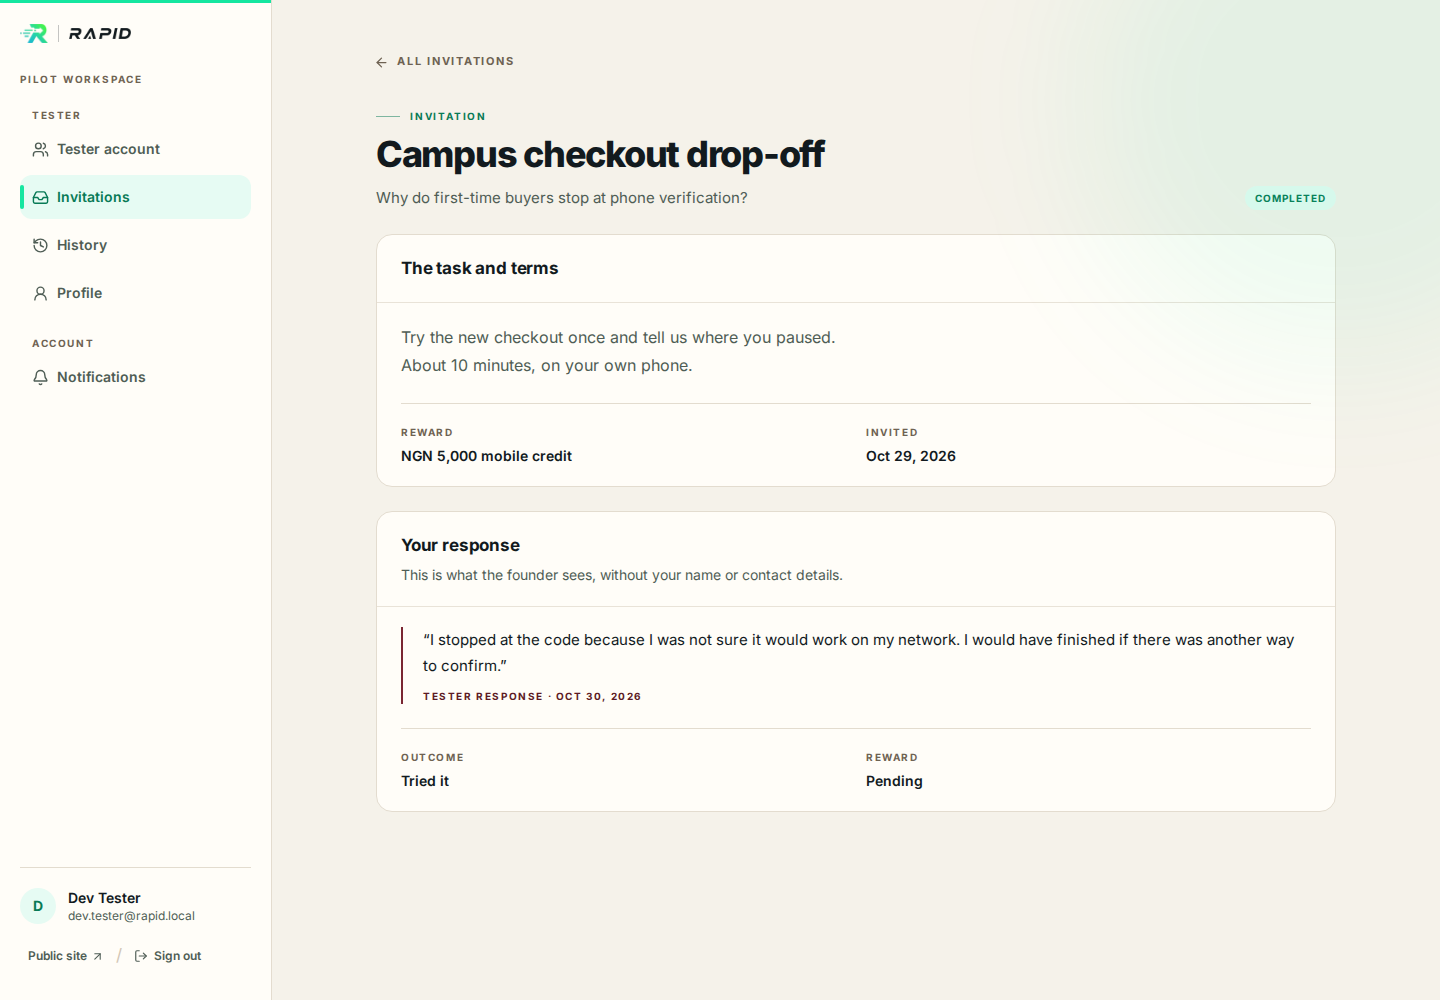 RAPID
PILOT WORKSPACE
TESTER
Tester account
Invitations
History
Profile
ACCOUNT
Notifications
D
Dev Tester
dev.tester@rapid.local
Public site / Sign out
ALL INVITATIONS
INVITATION
Campus checkout drop-off
Why do first-time buyers stop at phone verification?
COMPLETED
The task and terms
Try the new checkout once and tell us where you paused.
About 10 minutes, on your own phone.
REWARD
NGN 5,000 mobile credit
INVITED
Oct 29, 2026
Your response
This is what the founder sees, without your name or contact details.
“I stopped at the code because I was not sure it would work on my network. I would have finished if there was another way
to confirm.”
TESTER RESPONSE · OCT 30, 2026
OUTCOME
Tried it
REWARD
Pending